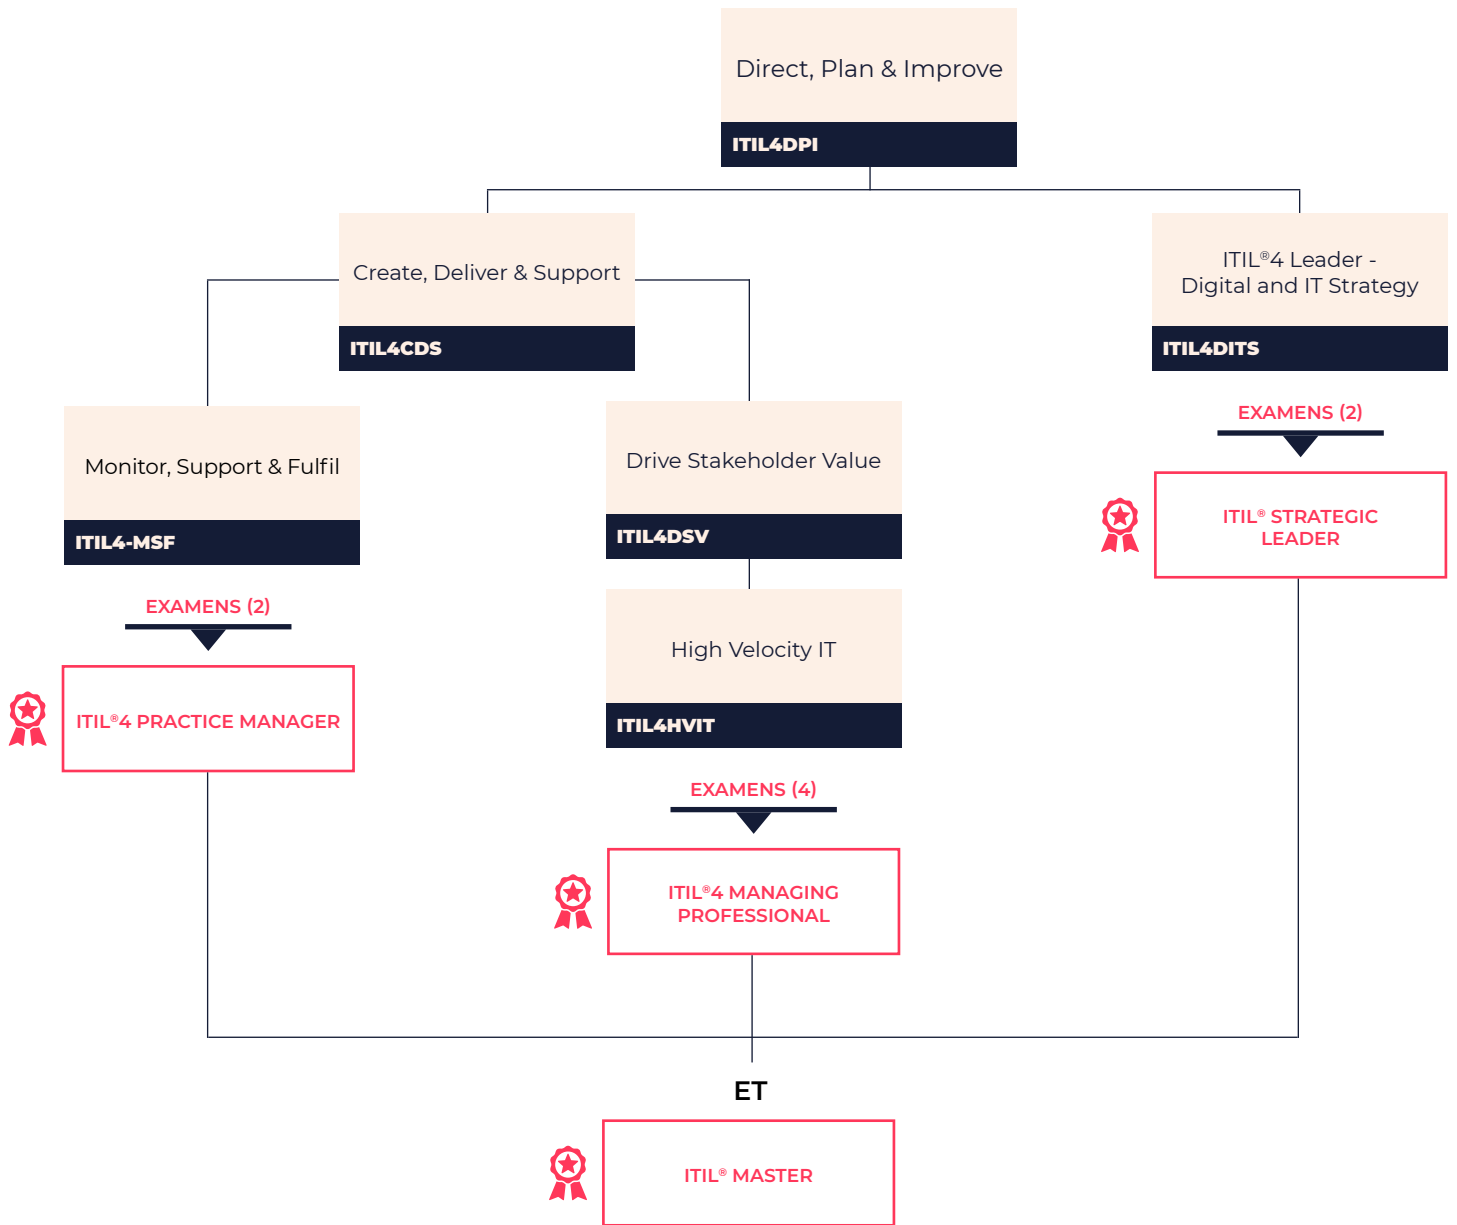 Direct, Plan & Improve
ITIL4DPI
Create, Deliver & Support
ITIL4CDS
ITIL®4 Leader -
Digital and IT Strategy
ITIL4DITS
Monitor, Support & Fulfil
ITIL4-MSF
Drive Stakeholder Value
ITIL4DSV
EXAMENS (2)
ITIL® STRATEGIC
LEADER
EXAMENS (2)
ITIL®4 PRACTICE MANAGER
High Velocity IT
ITIL4HVIT
EXAMENS (4)
ITIL®4 MANAGING
PROFESSIONAL
ET
ITIL® MASTER